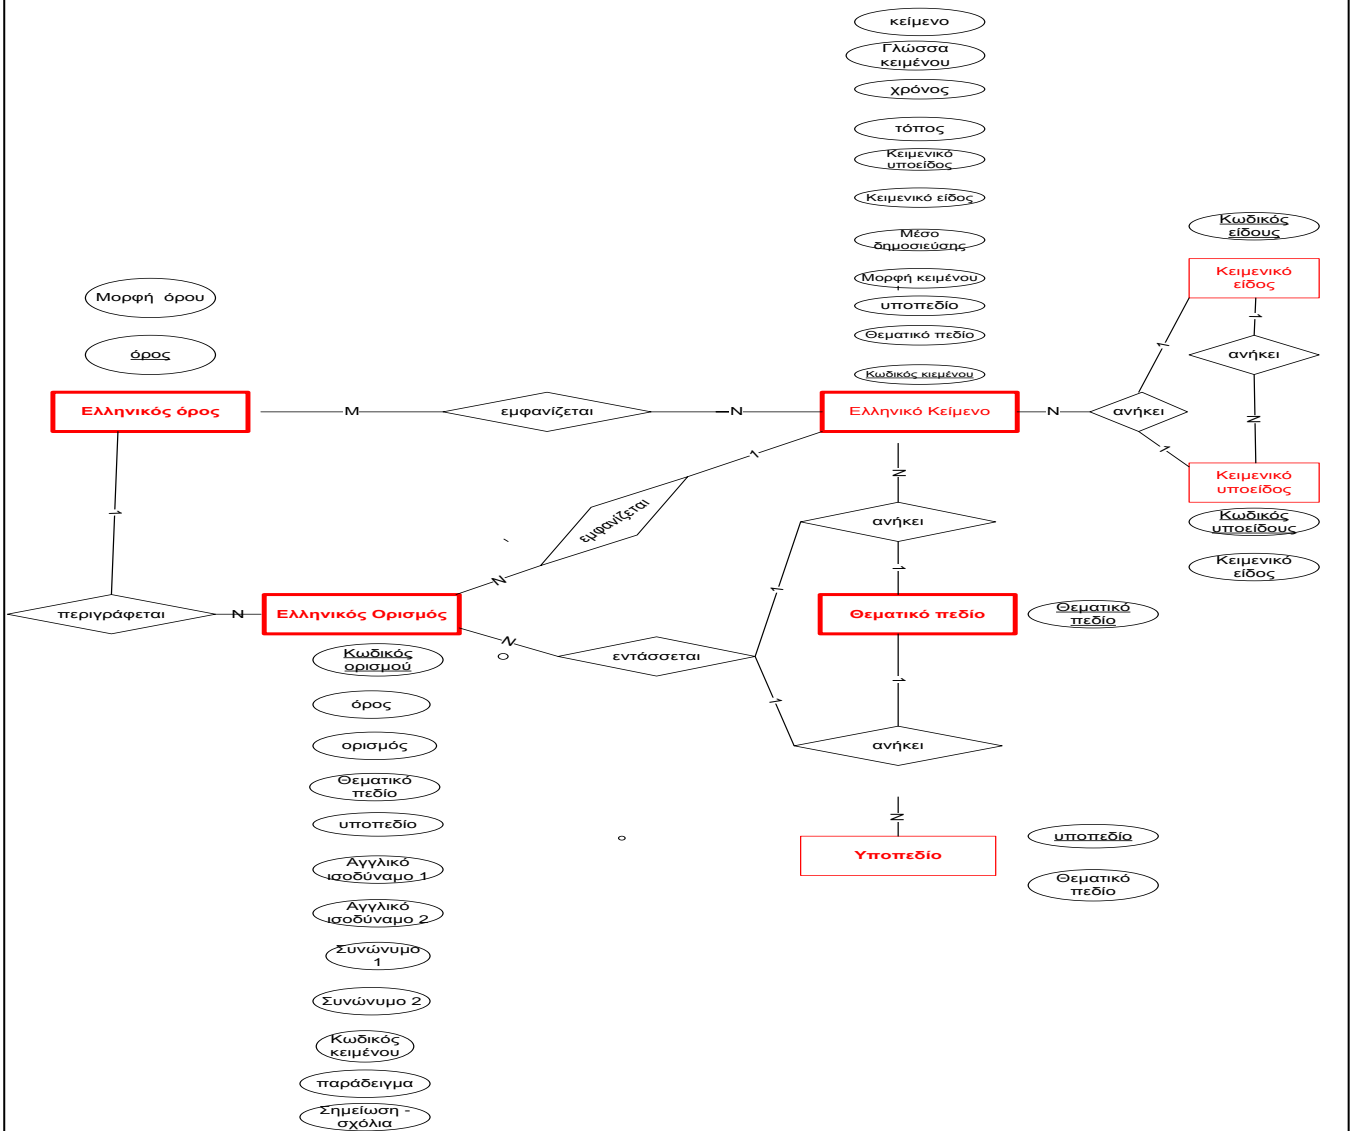 κείμενο
Γλώσσα
κειμένου
χρόνος
τόπος
Κειμενικό
υποείδος
Κειμενικό είδος
Μέσο
δημοσιεύσης
Μορφή κειμένου
υποπεδίο
Θεματικό πεδίο
Κωδικός κιεμένου
Κωδικός
είδους
Κειμενικό
είδος
1
ανήκει
N
1
ανήκει
1
Κειμενικό
υποείδος
Κωδικός
υποείδους
Κειμενικό
είδος
Μορφή όρου
όρος
Ελληνικός όρος
M
εμφανίζεται
N
Ελληνικό Κείμενο
N
1
εμφανίζεται
N
1
περιγράφεται
N
Ελληνικός Ορισμός
N
εντάσσεται
1
1
N
ανήκει
1
Θεματικό πεδίο
Θεματικό
πεδίο
1
ανήκει
N
Υποπεδίο
υποπεδίο
Θεματικό
πεδίο
Κωδικός
ορισμού
όρος
ορισμός
Θεματικό
πεδίο
υποπεδίο
Αγγλικό
ισοδύναμο 1
Αγγλικό
ισοδύναμο 2
Συνώνυμο
1
Συνώνυμο 2
Κωδικός
κειμένου
παράδειγμα
Σημείωση -
σχόλια